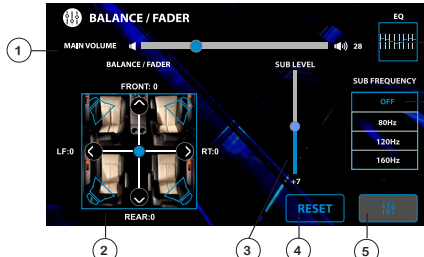 BALANCE / FADER
EQ
1
MAIN VOLUME
28
BALANCE / FADER
SUB LEVEL
SUB FREQUENCY
FRONT: 0
OFF
80Hz
LF:0
RT:0
120Hz
160Hz
+7
REAR:0
RESET
2
3
4
5